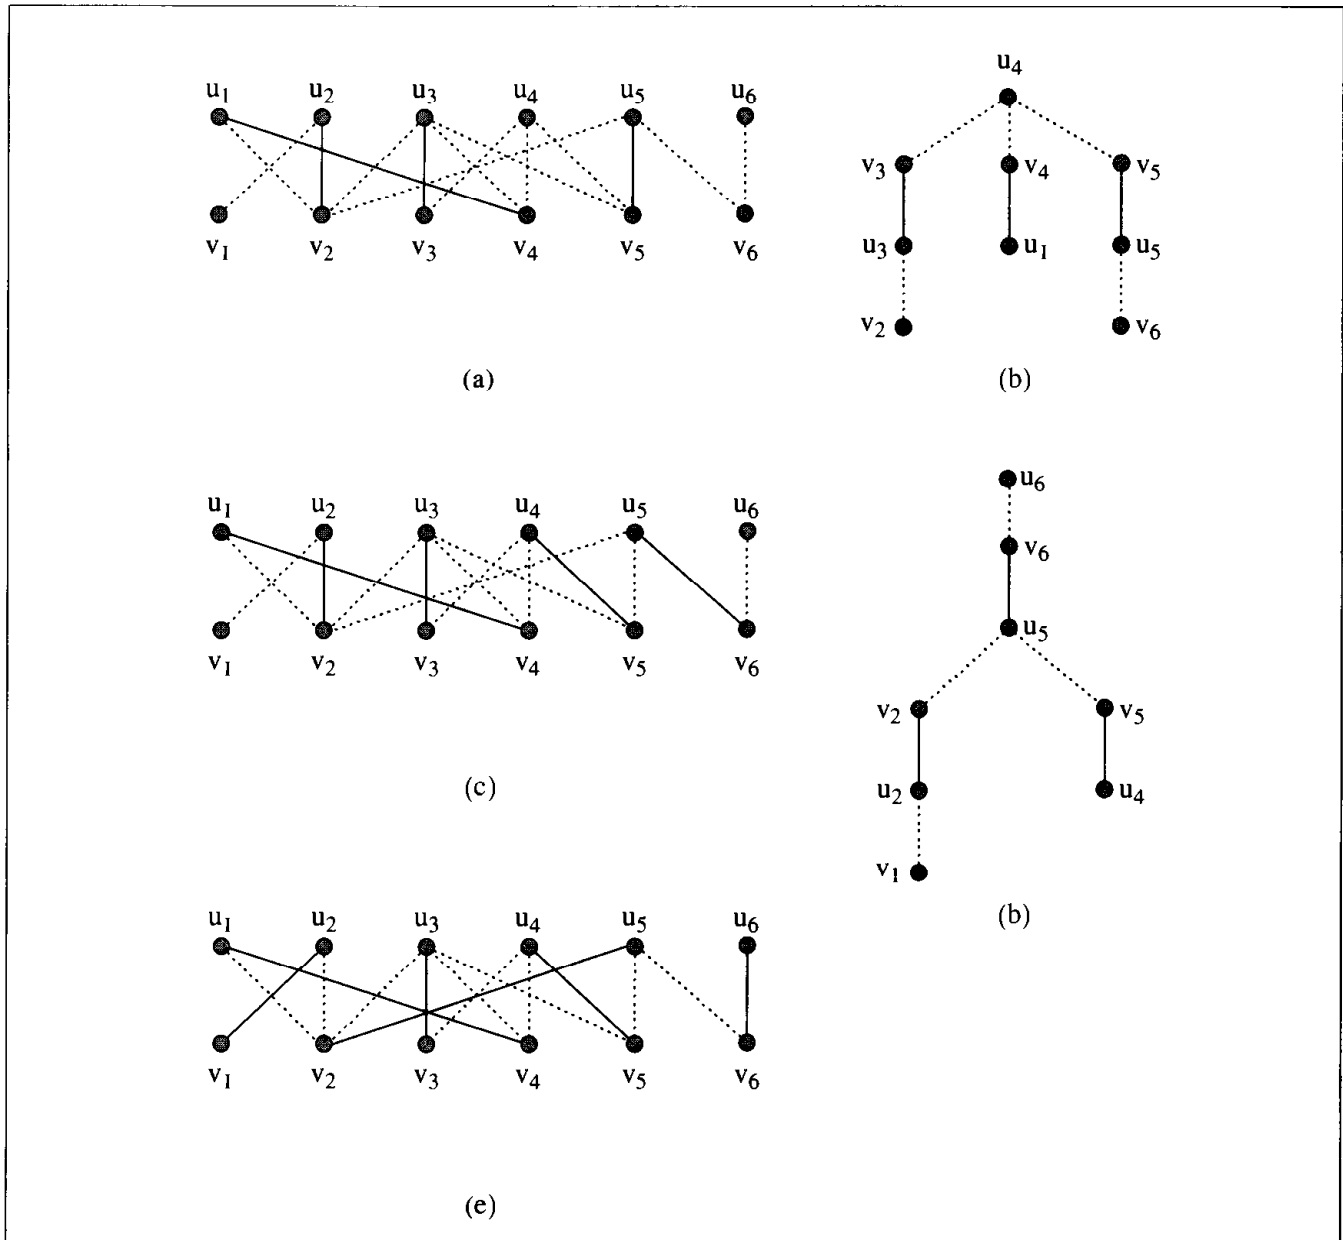 u1 u2 u3 u4 u5 u6
v1 v2 v3 v4 v5 v6
(a)
u4
v3 v4 v5
u3 u1 u5
v2 v6
(b)
u1 u2 u3 u4 u5 u6
v1 v2 v3 v4 v5 v6
(c)
u6
v6
u5
v2 v5
u2 u4
v1
(b)
u1 u2 u3 u4 u5 u6
v1 v2 v3 v4 v5 v6
(e)